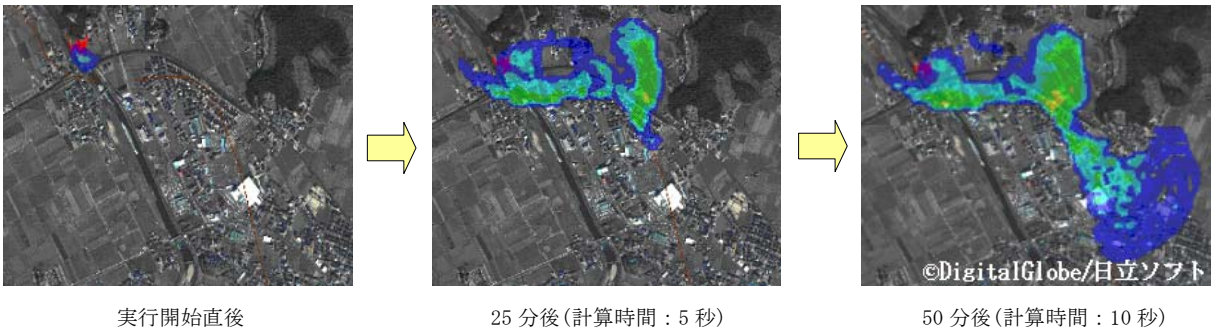 ©DigitalGlobe/日立ソフト
実行開始直後
25 分後(計算時間：5 秒)
50 分後(計算時間：10 秒)